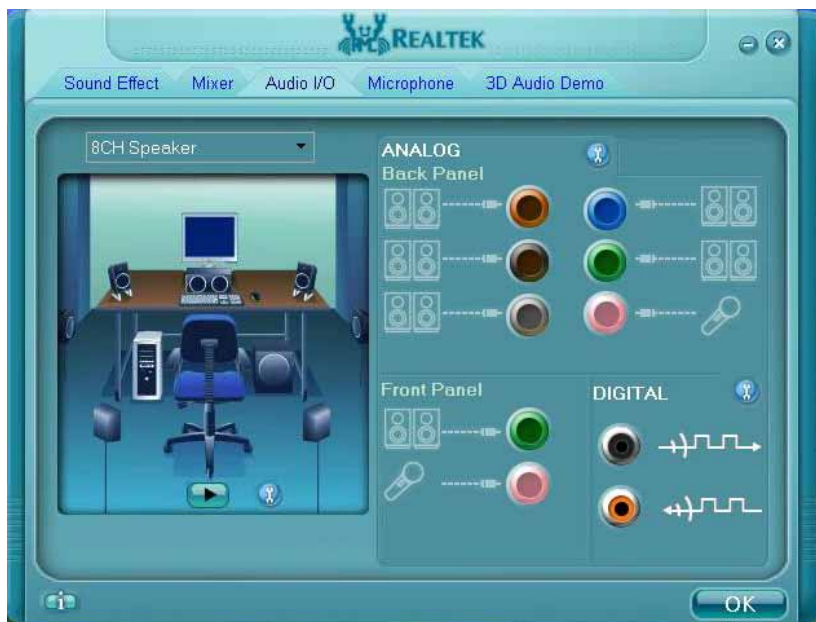 REALTEK
Sound Effect Mixer Audio I/O Microphone 3D Audio Demo
8CH Speaker
ANALOG
Back Panel
Front Panel
DIGITAL
OK